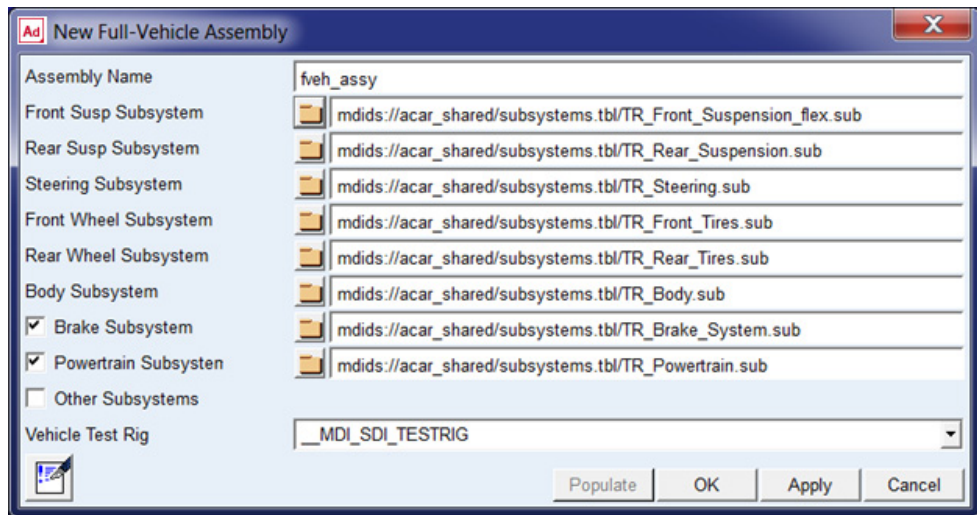 Ad New Full-Vehicle Assembly X
Assembly Name fveh_assy
Front Susp Subsystem mdids://acar_shared/subsystems.tbl/TR_Front_Suspension_flex.sub
Rear Susp Subsystem mdids://acar_shared/subsystems.tbl/TR_Rear_Suspension.sub
Steering Subsystem mdids://acar_shared/subsystems.tbl/TR_Steering.sub
Front Wheel Subsystem mdids://acar_shared/subsystems.tbl/TR_Front_Tires.sub
Rear Wheel Subsystem mdids://acar_shared/subsystems.tbl/TR_Rear_Tires.sub
Body Subsystem mdids://acar_shared/subsystems.tbl/TR_Body.sub
Brake Subsystem mdids://acar_shared/subsystems.tbl/TR_Brake_System.sub
Powertrain Subsysten mdids://acar_shared/subsystems.tbl/TR_Powertrain.sub
Other Subsystems
Vehicle Test Rig __MDI_SDI_TESTRIG
Populate OK Apply Cancel